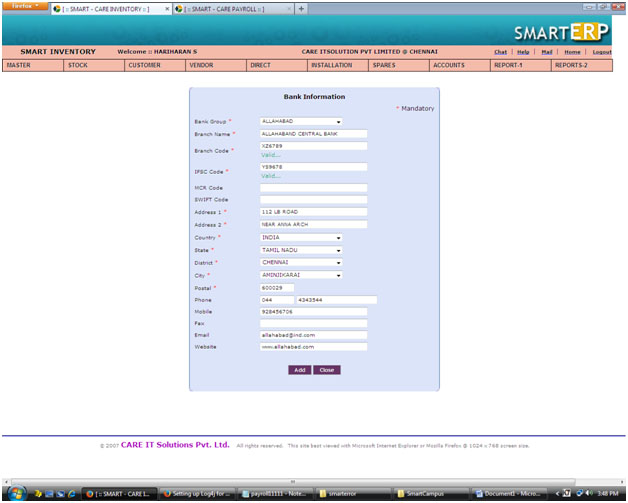 firefox
[ :: SMART - CARE INVENTORY :: ] [ :: SMART - CARE PAYROLL :: ]
SMARTERP
SMART INVENTORY Welcome :: HARIHARAN S CARE ITSOLUTION PVT LIMITED @ CHENNAI Chat | Help | Mail | Home | Logout
MASTER STOCK CUSTOMER VENDOR DIRECT INSTALLATION SPARES ACCOUNTS REPORT-1 REPORTS-2
Bank Information
* Mandatory
Bank Group * ALLAHABAD
Branch Name * ALLAHABAND CENTRAL BANK
Branch Code * XZ6789
Valid...
IFSC Code * YS9678
Valid...
MCR Code
SWIFT Code
Address 1 * 112 LB ROAD
Address 2 * NEAR ANNA ARCH
Country * INDIA
State * TAMIL NADU
District * CHENNAI
City * AMINJIKARAI
Postal * 600029
Phone 044 4343544
Mobile 928456706
Fax
Email allahabad@ind.com
Website www.allahabad.com
Add Close
© 2007 CARE IT Solutions Pvt. Ltd. All rights reserved. This site best viewed with Microsoft Internet Explorer or Mozilla Firefox @ 1024 x 768 screen size.
[ :: SMART - CARE I... Setting up Log4j for ... payroll11111 - Note... smarterror SmartCampus Document1 - Micro... 3:48 PM